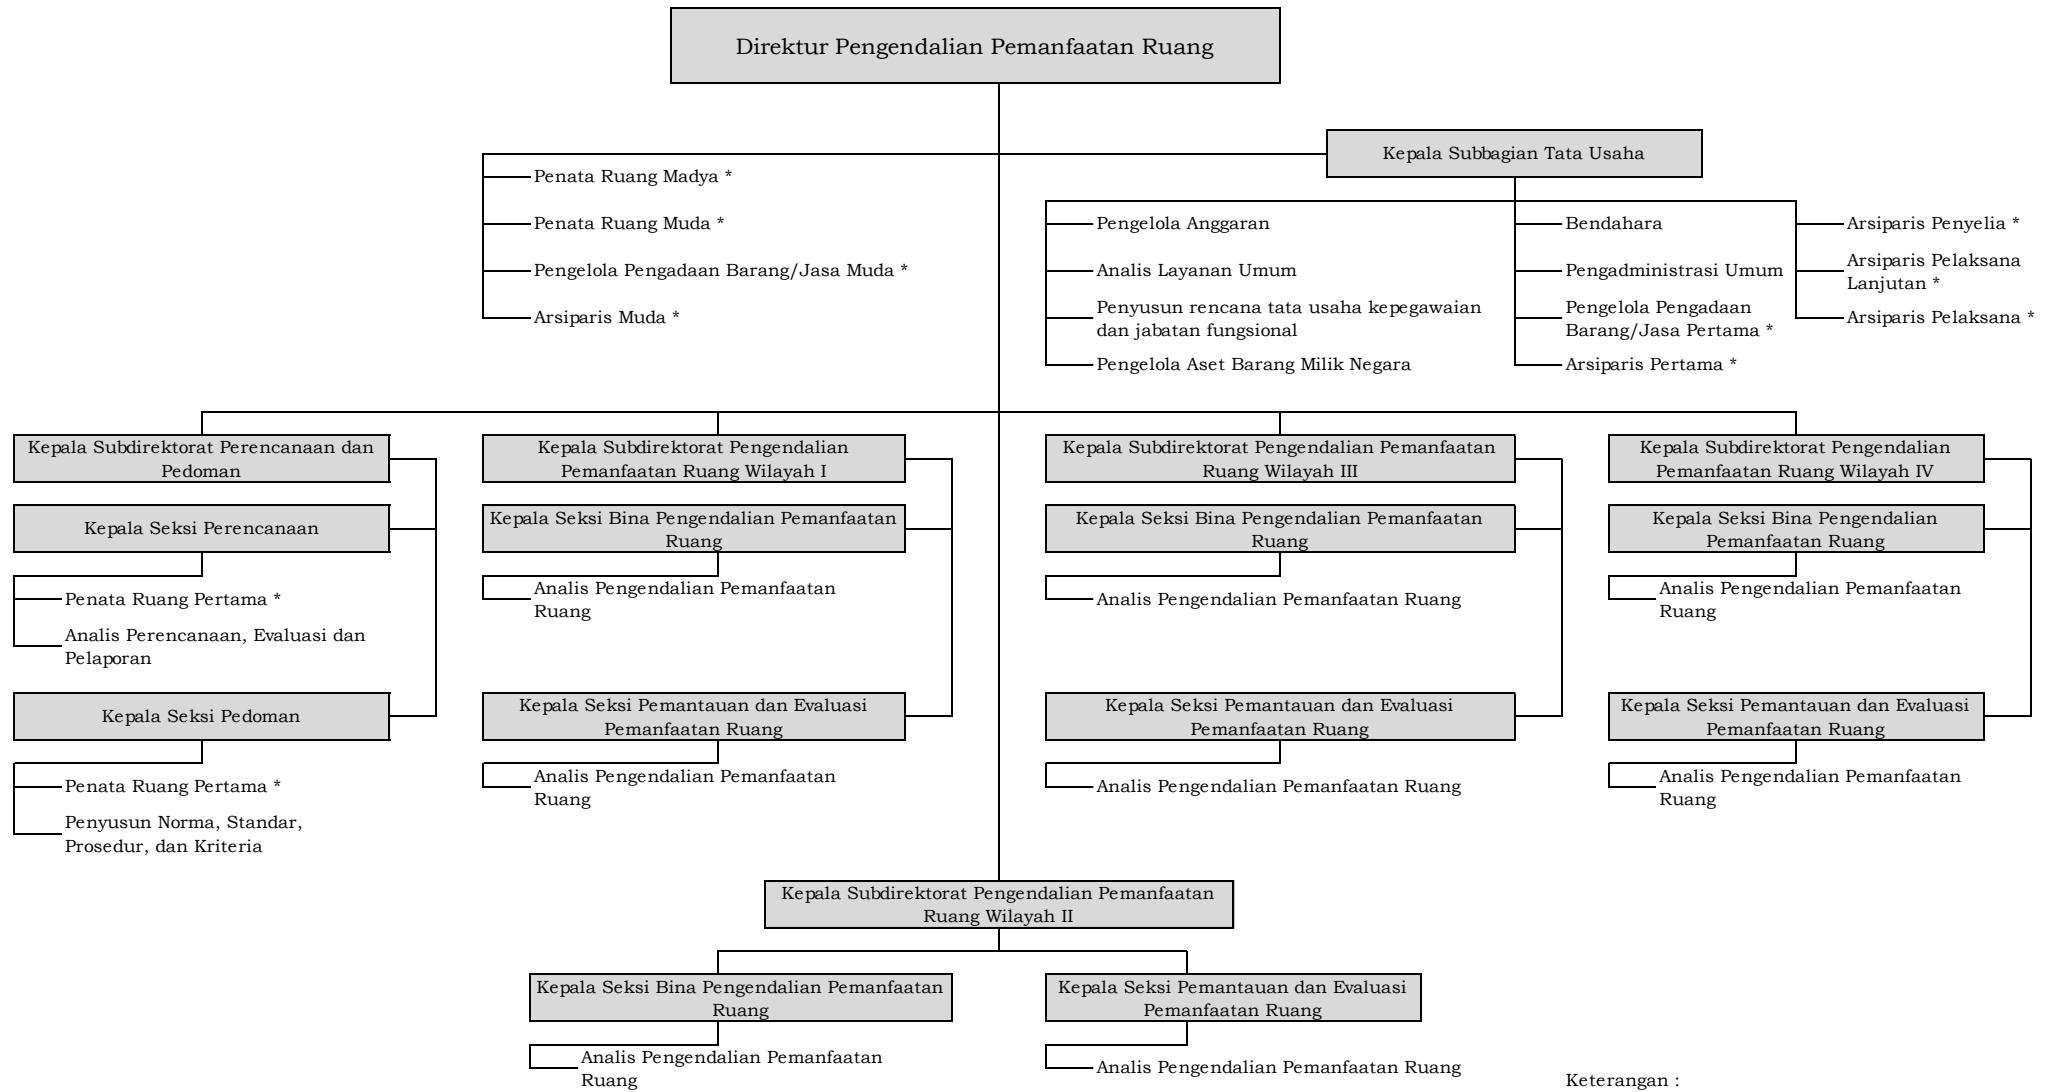 Direktur Pengendalian Pemanfaatan Ruang
Kepala Subbagian Tata Usaha
Penata Ruang Madya *
Penata Ruang Muda *
Pengelola Pengadaan Barang/Jasa Muda *
Arsiparis Muda *
Pengelola Anggaran
Analis Layanan Umum
Penyusun rencana tata usaha kepegawaian
dan jabatan fungsional
Pengelola Aset Barang Milik Negara
Bendahara
Pengadministrasi Umum
Pengelola Pengadaan
Barang/Jasa Pertama *
Arsiparis Pertama *
Arsiparis Penyelia *
Arsiparis Pelaksana
Lanjutan *
Arsiparis Pelaksana *
Kepala Subdirektorat Perencanaan dan
Pedoman
Kepala Seksi Perencanaan
Penata Ruang Pertama *
Analis Perencanaan, Evaluasi dan
Pelaporan
Kepala Seksi Pedoman
Penata Ruang Pertama *
Penyusun Norma, Standar,
Prosedur, dan Kriteria
Kepala Subdirektorat Pengendalian
Pemanfaatan Ruang Wilayah I
Kepala Seksi Bina Pengendalian Pemanfaatan
Ruang
Analis Pengendalian Pemanfaatan
Ruang
Kepala Seksi Pemantauan dan Evaluasi
Pemanfaatan Ruang
Analis Pengendalian Pemanfaatan
Ruang
Kepala Subdirektorat Pengendalian Pemanfaatan
Ruang Wilayah III
Kepala Seksi Bina Pengendalian Pemanfaatan
Ruang
Analis Pengendalian Pemanfaatan Ruang
Kepala Seksi Pemantauan dan Evaluasi
Pemanfaatan Ruang
Analis Pengendalian Pemanfaatan Ruang
Kepala Subdirektorat Pengendalian
Pemanfaatan Ruang Wilayah IV
Kepala Seksi Bina Pengendalian
Pemanfaatan Ruang
Analis Pengendalian Pemanfaatan
Ruang
Kepala Seksi Pemantauan dan Evaluasi
Pemanfaatan Ruang
Analis Pengendalian Pemanfaatan
Ruang
Kepala Subdirektorat Pengendalian Pemanfaatan
Ruang Wilayah II
Kepala Seksi Bina Pengendalian Pemanfaatan
Ruang
Analis Pengendalian Pemanfaatan
Ruang
Kepala Seksi Pemantauan dan Evaluasi
Pemanfaatan Ruang
Analis Pengendalian Pemanfaatan Ruang
Keterangan :